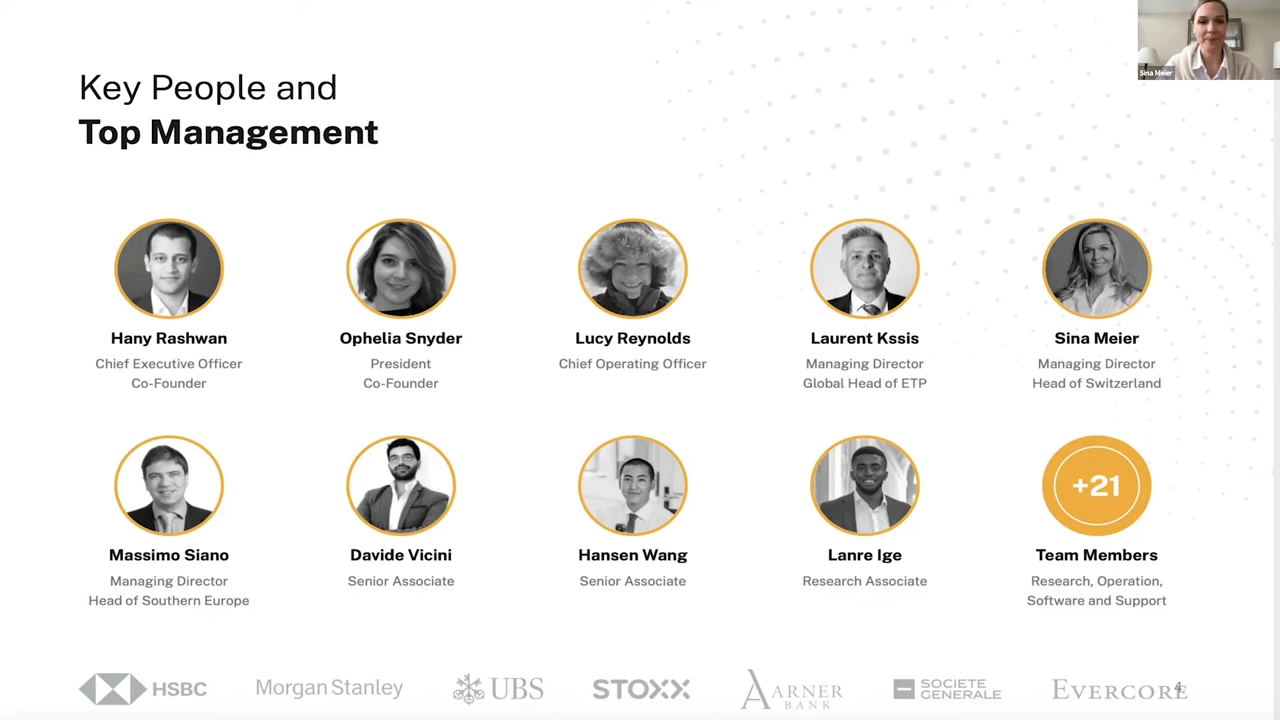 Sina Meier
Key People and
Top Management
Hany Rashwan
Chief Executive Officer
Co-Founder
Ophelia Snyder
President
Co-Founder
Lucy Reynolds
Chief Operating Officer
Laurent Kssis
Managing Director
Global Head of ETP
Sina Meier
Managing Director
Head of Switzerland
+21
Massimo Siano
Managing Director
Head of Southern Europe
Davide Vicini
Senior Associate
Hansen Wang
Senior Associate
Lanre Ige
Research Associate
Team Members
Research, Operation,
Software and Support
HSBC
Morgan Stanley
UBS
STOXX
ARNER
BANK
SOCIETE
GENERALE
EVERCORE
4